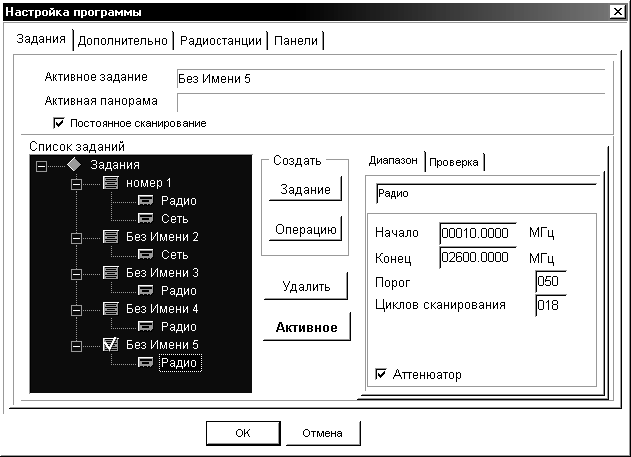 Настройка программы
Задания Дополнительно Радиостанции Панели
Активное задание Без Имени 5
Активная панорама
Постоянное сканирование
Список заданий
Задания
номер 1
Радио
Сеть
Без Имени 2
Сеть
Без Имени 3
Радио
Без Имени 4
Радио
Без Имени 5
Радио
Создать
Задание
Операцию
Удалить
Активное
Диапазон Проверка
Радио
Начало 00010.0000 МГц
Конец 02600.0000 МГц
Порог 050
Циклов сканирования 018
Аттенюатор
OK Отмена